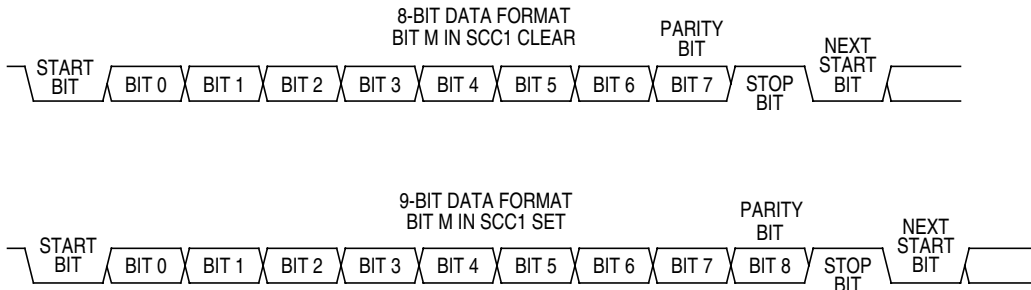 8-BIT DATA FORMAT
BIT M IN SCC1 CLEAR
PARITY
BIT
START
BIT
BIT 0
BIT 1
BIT 2
BIT 3
BIT 4
BIT 5
BIT 6
BIT 7
STOP
BIT
NEXT
START
BIT
9-BIT DATA FORMAT
BIT M IN SCC1 SET
PARITY
BIT
START
BIT
BIT 0
BIT 1
BIT 2
BIT 3
BIT 4
BIT 5
BIT 6
BIT 7
BIT 8
STOP
BIT
NEXT
START
BIT